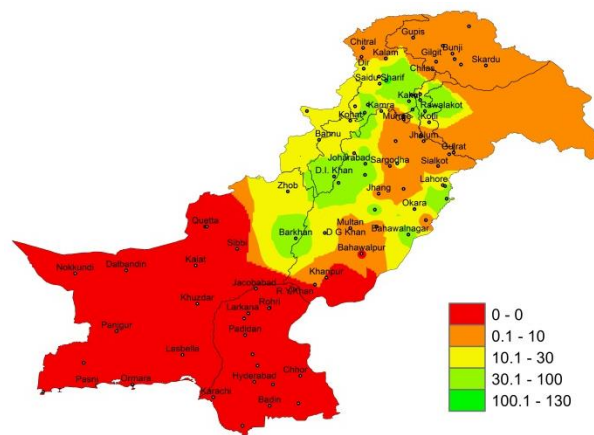 Chitral
Gupis
Gilgit
Bunji
Kalam
Skardu
Dir
Chilas
Saidu Sharif
Kakul
Kamra
Rawalakot
Kohat
Murree
Kotli
Bannu
Jhelum
Gujrat
Joharabad
Sargodha
Sialkot
D.I. Khan
Zhob
Jhang
Lahore
Okara
Quetta
Barkhan
Multan
D G Khan
Bahawalnagar
Sibbi
Bahawalpur
Nokkundi
Dalbandin
Kalat
Khanpur
Jacobabad
R.Y.Khan
Khuzdar
Rohri
Larkana
Panjgur
Padidan
Lasbella
Pasni
Ormara
Hyderabad
Chhor
Karachi
Badin
0 - 0
0.1 - 10
10.1 - 30
30.1 - 100
100.1 - 130